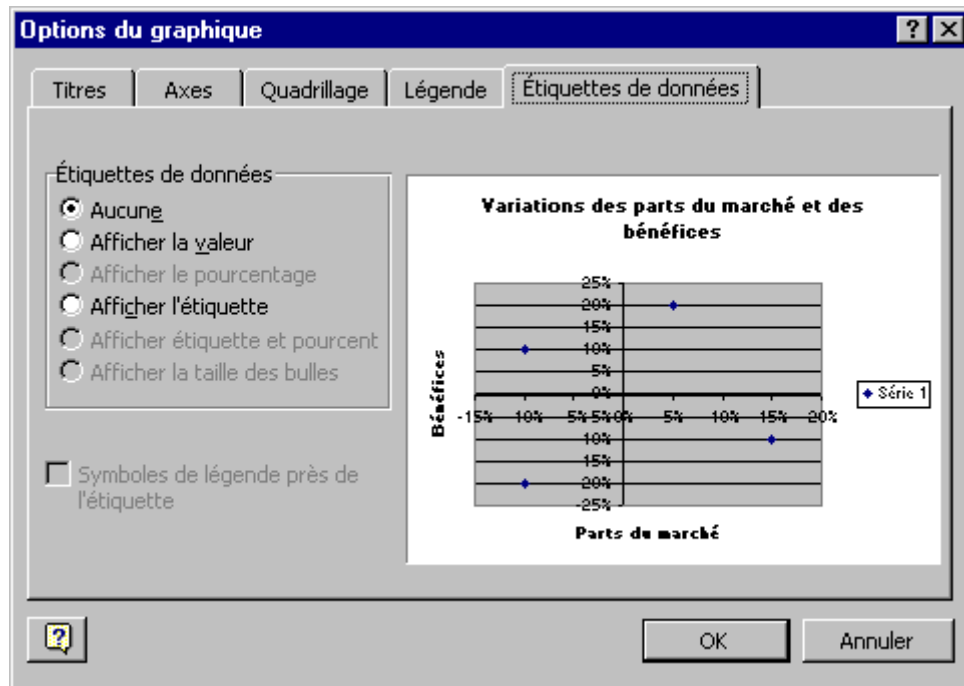 Options du graphique
Titres Axes Quadrillage Légende Étiquettes de données
Étiquettes de données
Aucune
Afficher la valeur
Afficher le pourcentage
Afficher l'étiquette
Afficher étiquette et pourcent
Afficher la taille des bulles
Symboles de légende près de
l'étiquette
Variations des parts du marché et des
bénéfices
25%
20%
15%
10%
5%
0%
-15% -10% -5% -5% 0% 5% 10% 15% 20%
-10%
-15%
-20%
-25%
Bénéfices
Parts du marché
Série 1
OK Annuler